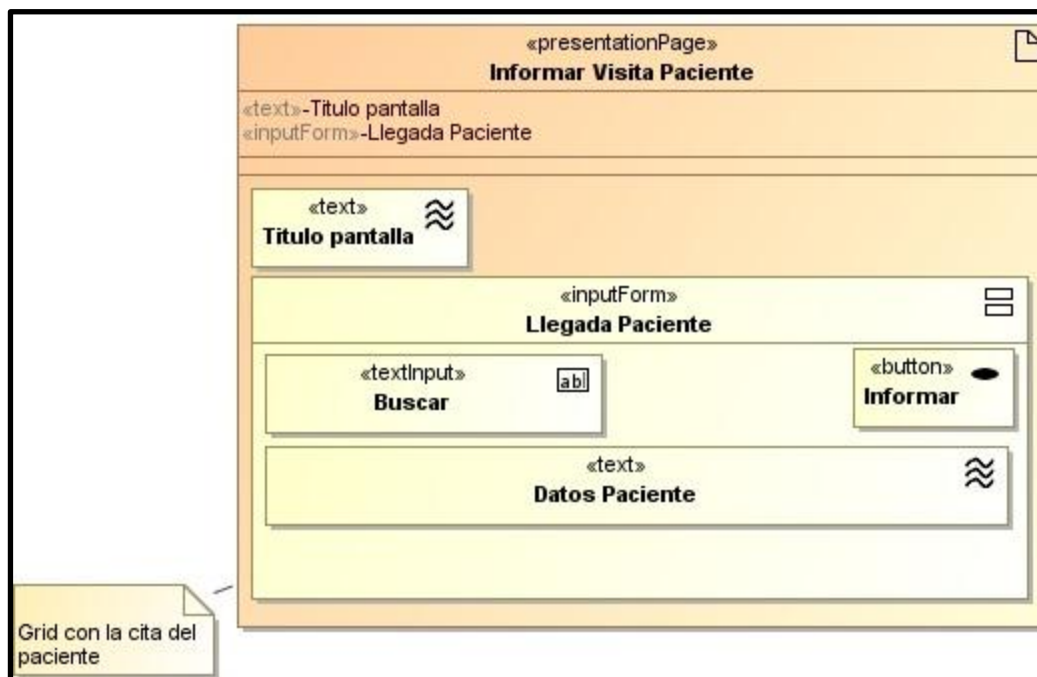 «presentationPage»
Informar Visita Paciente
«text»-Titulo pantalla
«inputForm»-Llegada Paciente
«text»
Titulo pantalla
«inputForm»
Llegada Paciente
«textInput»
Buscar
ab
«button»
Informar
«text»
Datos Paciente
Grid con la cita del
paciente